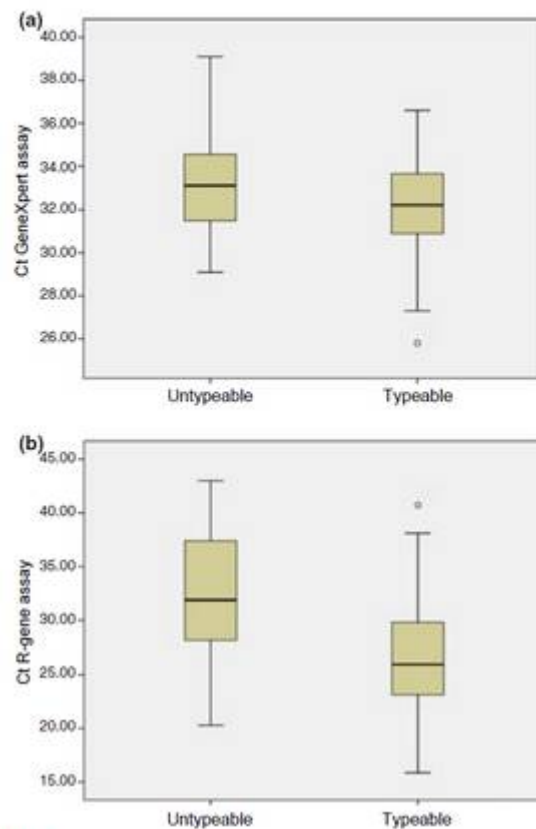 (a)
40.00
38.00
36.00
34.00
32.00
30.00
28.00
26.00
Ct GeneXpert assay
Untypeable Typeable
(b)
45.00
40.00
35.00
30.00
25.00
20.00
15.00
Ct R-gene assay
Untypeable Typeable